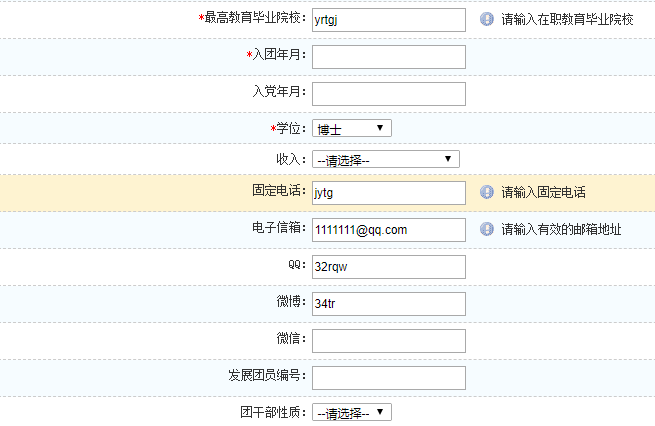 *最高教育毕业院校： yrtgj 请输入在职教育毕业院校
*入团年月：
入党年月：
*学位： 博士
收入： --请选择--
固定电话： jytg 请输入固定电话
电子信箱： 1111111@qq.com 请输入有效的邮箱地址
QQ： 32rqw
微博： 34tr
微信：
发展团员编号：
团干部性质： --请选择--